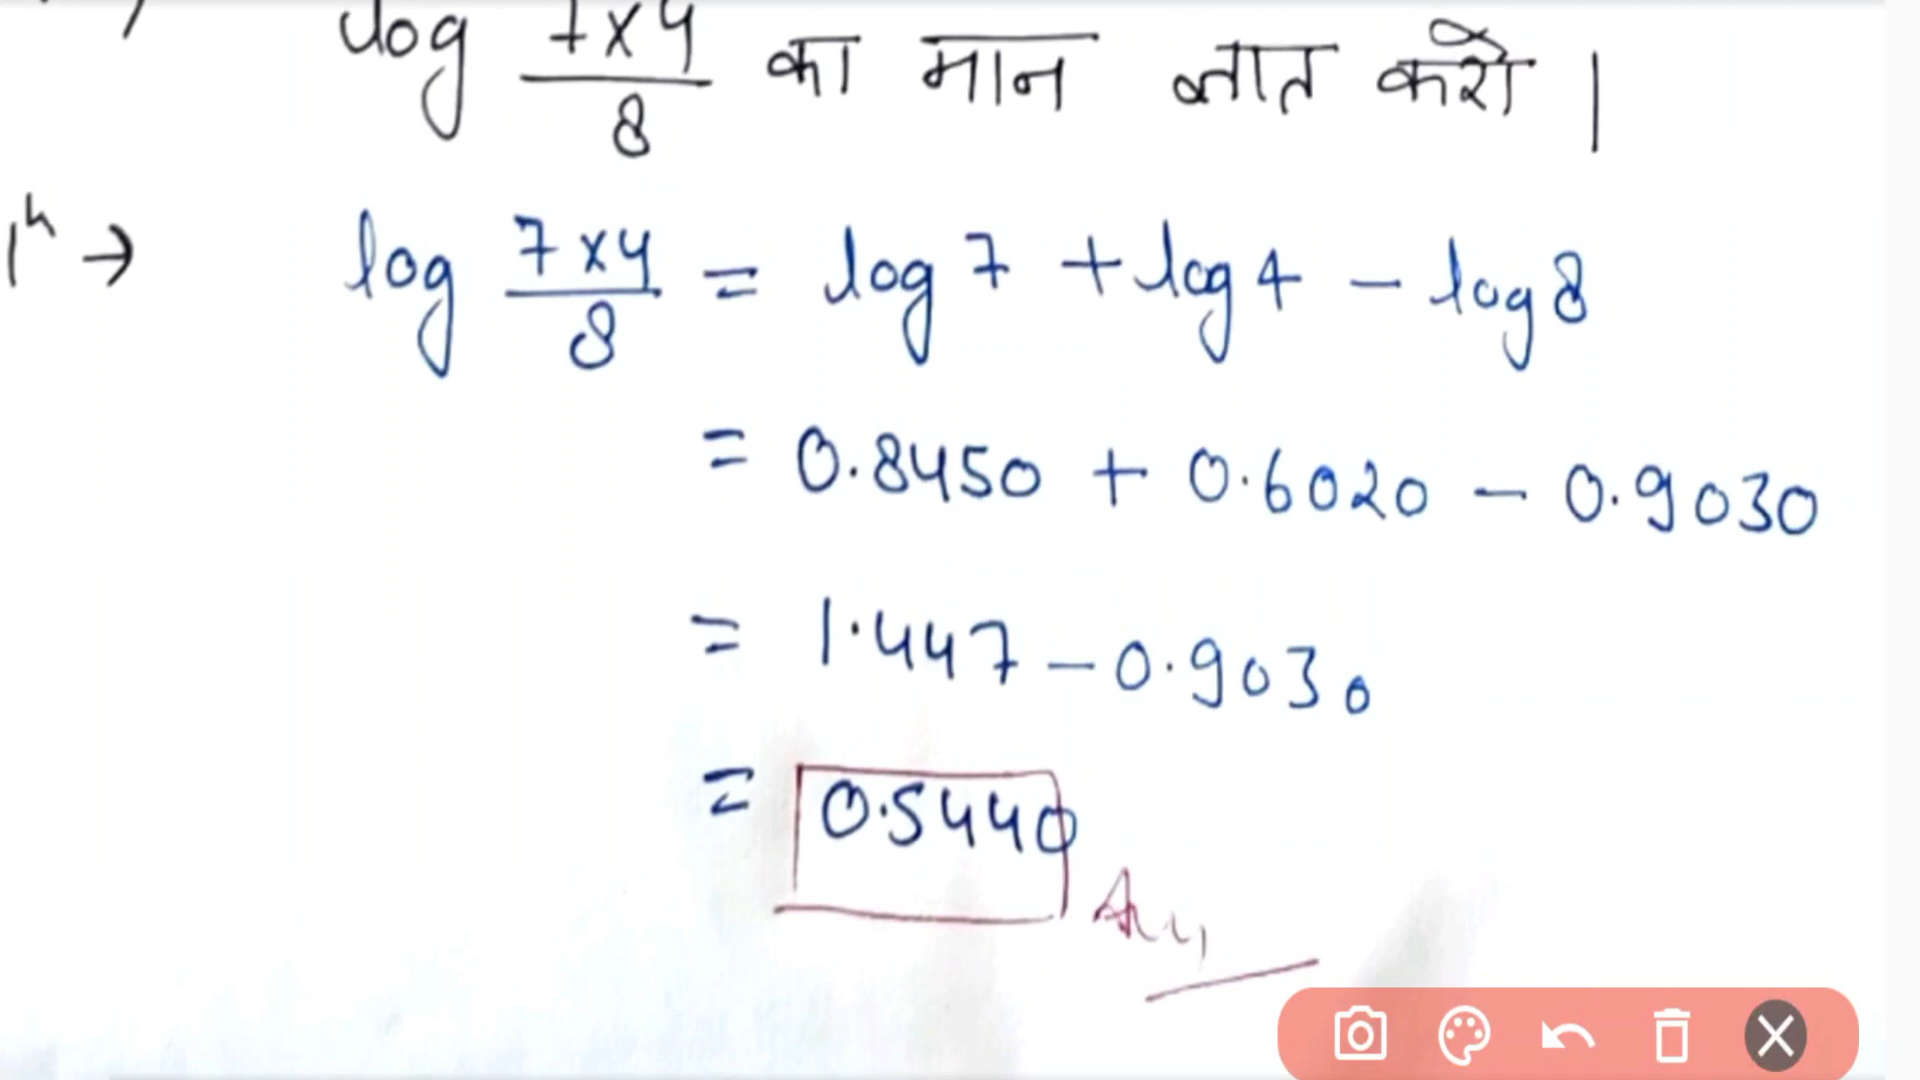 log 7×4/8 का मान ज्ञात करो ।
log 7×4/8 = log 7 + log 4 - log 8
= 0.8450 + 0.6020 - 0.9030
= 1.447 - 0.9030
= 0.5440